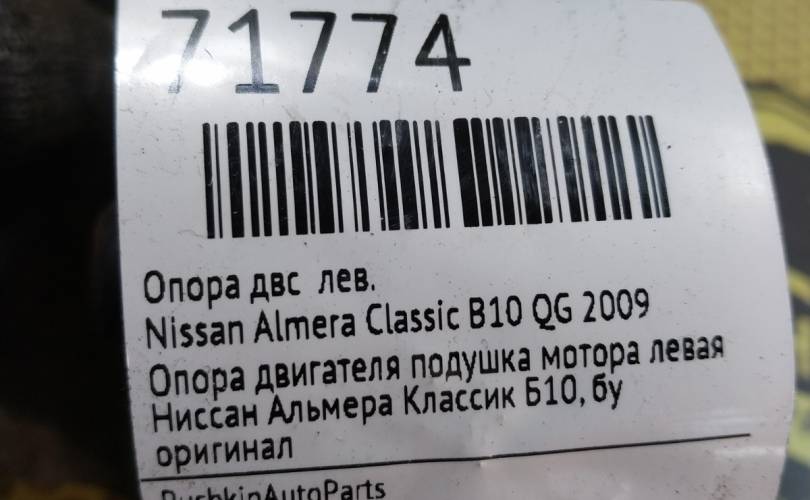 71774
Опора двс лев.
Nissan Almera Classic B10 QG 2009
Опора двигателя подушка мотора левая
Ниссан Альмера Классик Б10, бу
оригинал
PushkinAutoParts